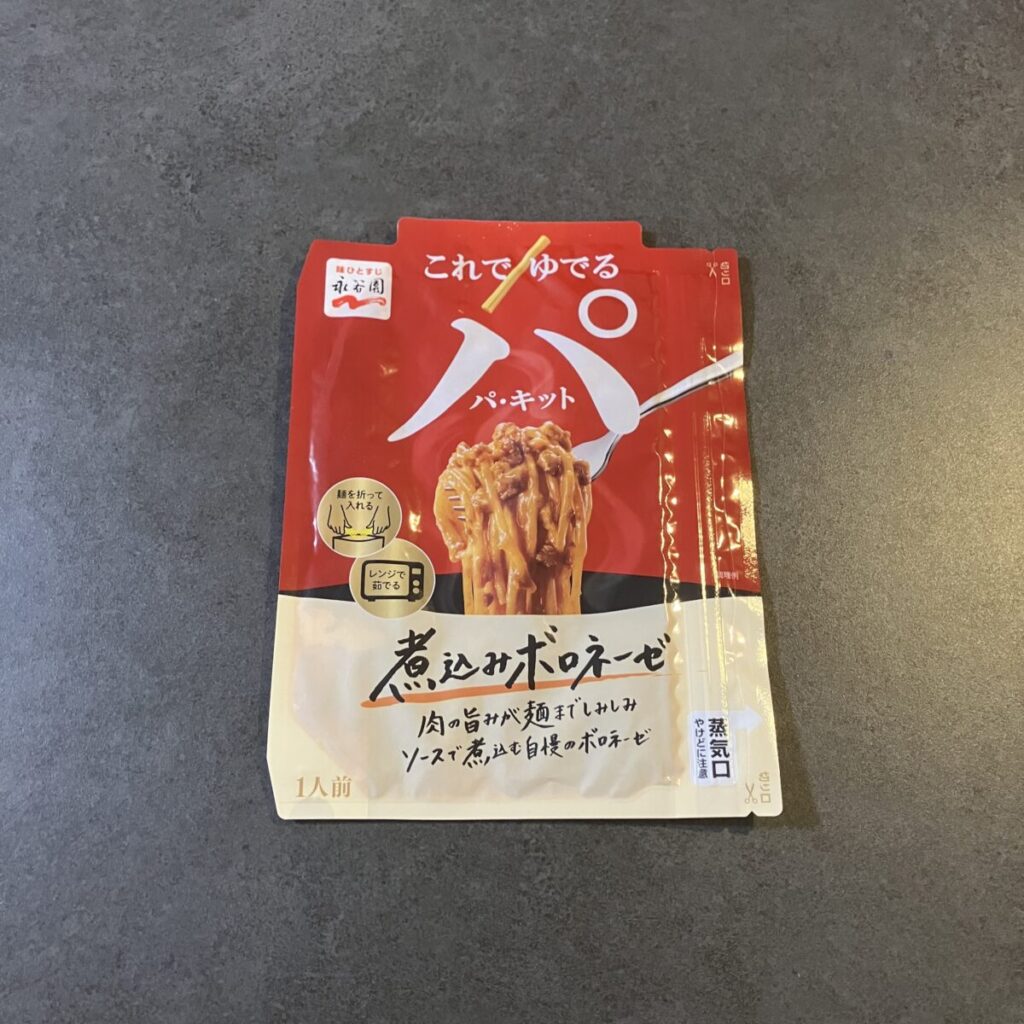 味ひとすじ
永谷園
これで ゆでる
パ
パ・キット
麺を折って
入れる
レンジで
茹でる
調理例
煮込みボロネーゼ
肉の旨みが麺までしみしみ
ソースで煮込む自慢のボロネーゼ
1人前
蒸気口
やけどに注意
切り口
切り口